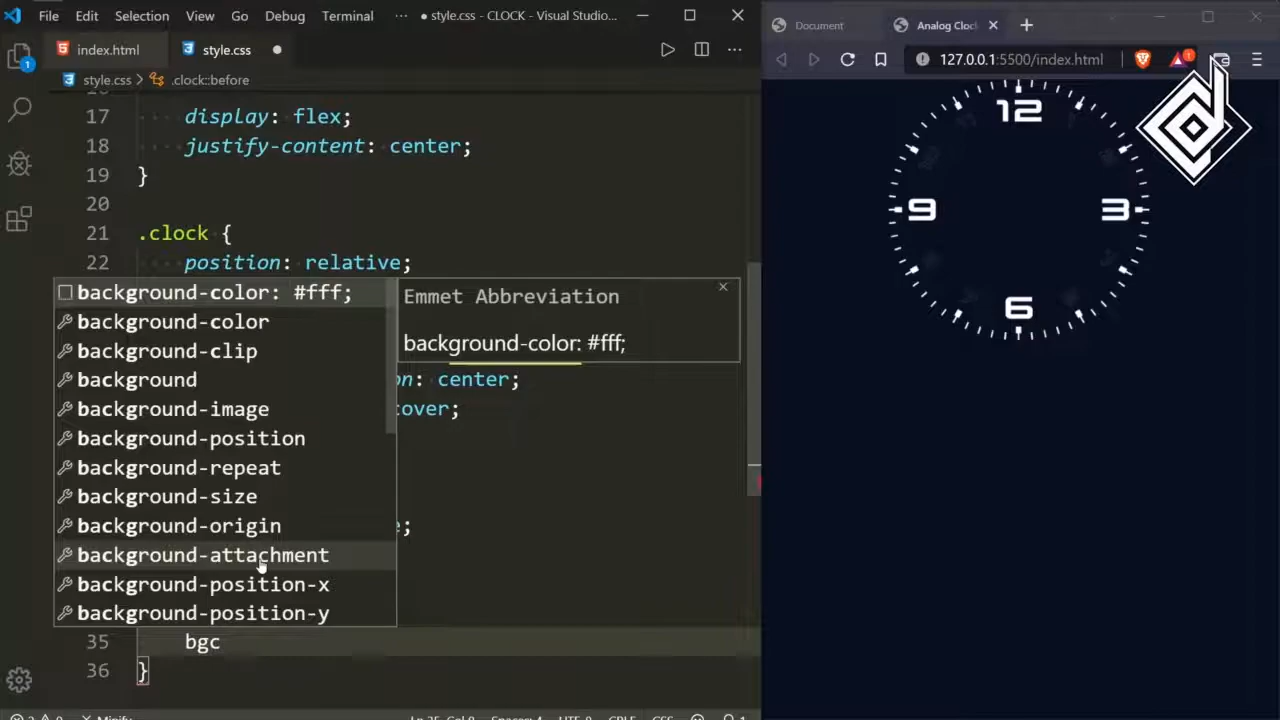 File Edit Selection View Go Debug Terminal ··· ● style.css - CLOCK - Visual Studio...
index.html style.css ●
style.css > .clock::before
17 display: flex;
18 justify-content: center;
19 }
20
21 .clock {
22 position: relative;
background-color: #fff;
background-color
background-clip
background
background-image
background-position
background-repeat
background-size
background-origin
background-attachment
background-position-x
background-position-y
Emmet Abbreviation
background-color: #fff;
on: center;
cover;
e;
35 bgc
36 }
1
Document Analog Cloc
127.0.0.1:5500/index.html
1
12
9 3
6